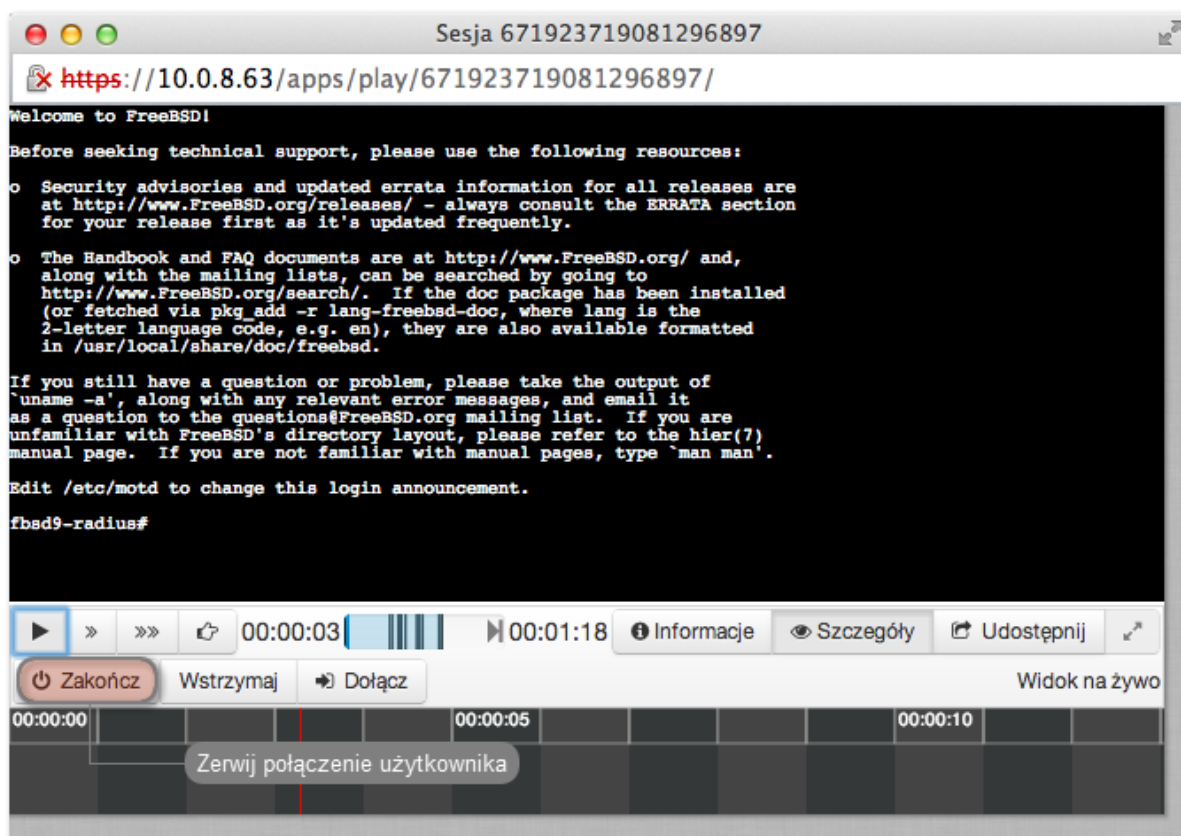 Sesja 671923719081296897
https://10.0.8.63/apps/play/671923719081296897/
Welcome to FreeBSD!
Before seeking technical support, please use the following resources:
o  Security advisories and updated errata information for all releases are
at http://www.FreeBSD.org/releases/ - always consult the ERRATA section
for your release first as it's updated frequently.
o  The Handbook and FAQ documents are at http://www.FreeBSD.org/ and,
along with the mailing lists, can be searched by going to
http://www.FreeBSD.org/search/.  If the doc package has been installed
(or fetched via pkg_add -r lang-freebsd-doc, where lang is the
2-letter language code, e.g. en), they are also available formatted
in /usr/local/share/doc/freebsd.
If you still have a question or problem, please take the output of
`uname -a', along with any relevant error messages, and email it
as a question to the questions@FreeBSD.org mailing list.  If you are
unfamiliar with FreeBSD's directory layout, please refer to the hier(7)
manual page.  If you are not familiar with manual pages, type `man man'.
Edit /etc/motd to change this login announcement.
fbsd9-radius#
00:00:03 00:01:18 Informacje Szczegóły Udostępnij
Zakończ Wstrzymaj Dołącz Widok na żywo
00:00:00 00:00:05 00:00:10
Zerwij połączenie użytkownika